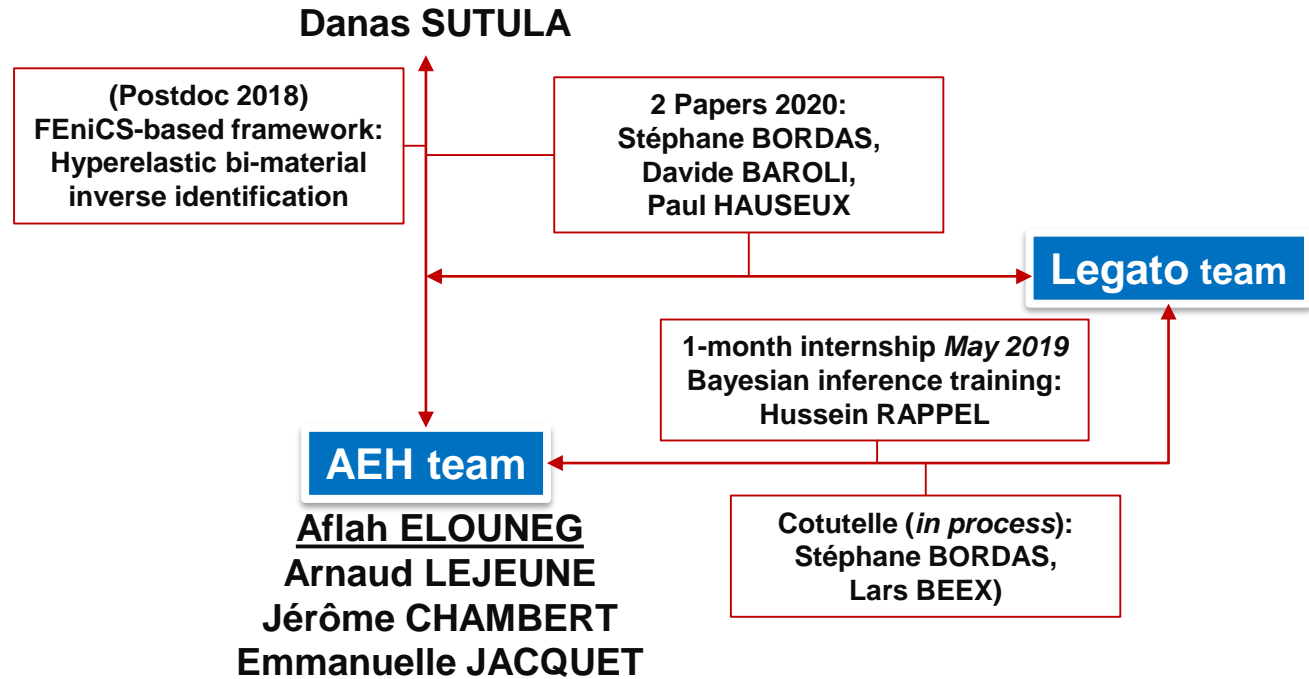 Danas SUTULA
(Postdoc 2018)
FEniCS-based framework:
Hyperelastic bi-material
inverse identification
2 Papers 2020:
Stéphane BORDAS,
Davide BAROLI,
Paul HAUSEUX
Legato team
1-month internship May 2019
Bayesian inference training:
Hussein RAPPEL
AEH team
Aflah ELOUNEG
Arnaud LEJEUNE
Jérôme CHAMBERT
Emmanuelle JACQUET
Cotutelle (in process):
Stéphane BORDAS,
Lars BEEX)